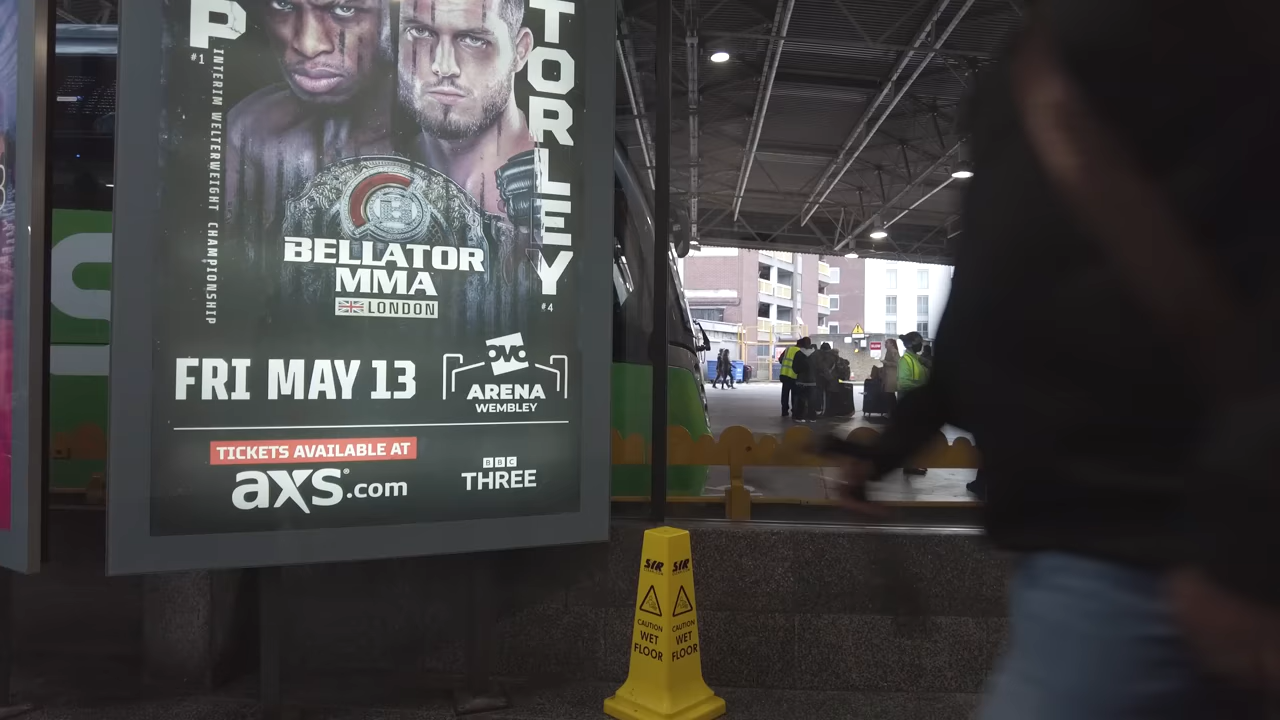 P
#1
INTERIM WELTERWEIGHT CHAMPIONSHIP
TORLEY
#4
BELLATOR
MMA
LONDON
FRI MAY 13
OVO
ARENA
WEMBLEY
TICKETS AVAILABLE AT
axs.com
BBC
THREE
S
SIR
CAUTION
WET
FLOOR
SIR
CAUTION
WET
FLOOR